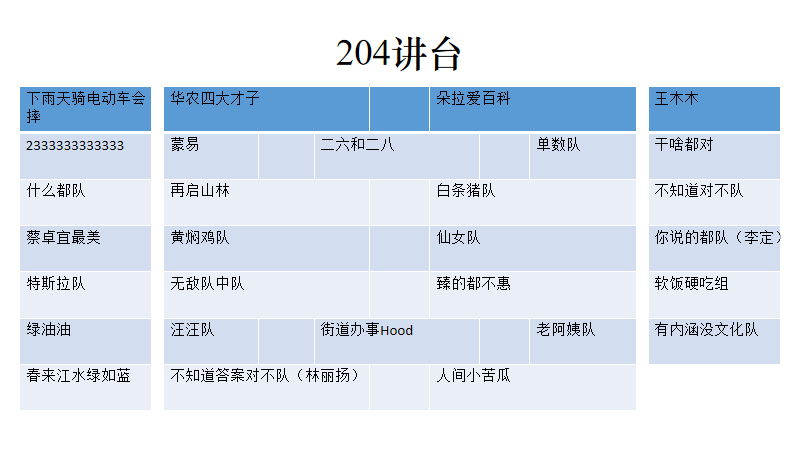 204讲台
下雨天骑电动车会
摔
华农四大才子
朵拉爱百科
王木木
2333333333333
蒙易
二六和二八
单数队
干啥都对
什么都队
再启山林
白条猪队
不知道对不队
蔡卓宜最美
黄焖鸡队
仙女队
你说的都队（李定）
特斯拉队
无敌队中队
臻的都不惠
软饭硬吃组
绿油油
汪汪队
街道办事Hood
老阿姨队
有内涵没文化队
春来江水绿如蓝
不知道答案对不队（林丽扬）
人间小苦瓜